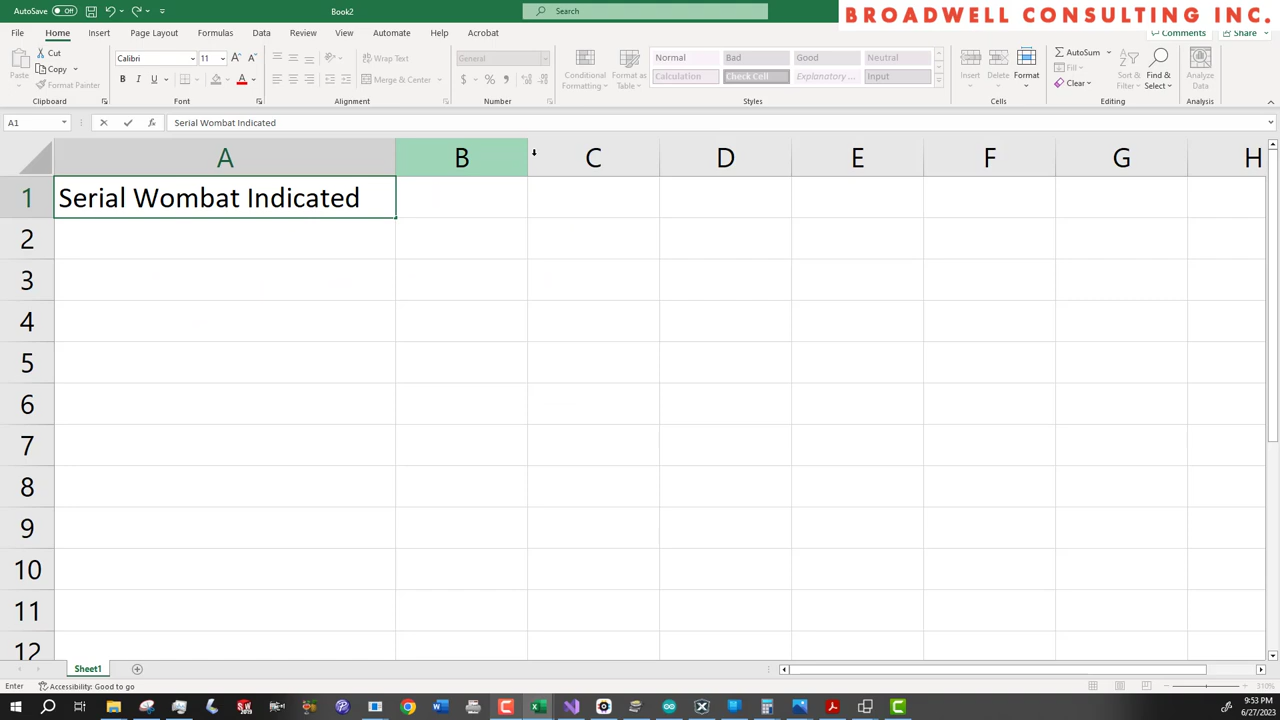 AutoSave Off
Book2
Search
BROADWELL CONSULTING INC.
File Home Insert Page Layout Formulas Data Review View Automate Help Acrobat
Comments Share
Paste
Cut
Copy
Format Painter
Clipboard
Calibri 11
B I U
Font
Wrap Text
Merge & Center
Alignment
General
$ % ,
Number
Conditional Formatting
Format as Table
Normal Bad Good Neutral
Calculation Check Cell Explanatory ... Input
Styles
Insert Delete Format
Cells
AutoSum
Fill
Clear
Sort & Filter
Find & Select
Editing
Analyze Data
Analysis
A1
fx
Serial Wombat Indicated
A B C D E F G H
1 Serial Wombat Indicated
2
3
4
5
6
7
8
9
10
11
12
Sheet1
Enter Accessibility: Good to go
310%
9:53 PM
6/27/2023